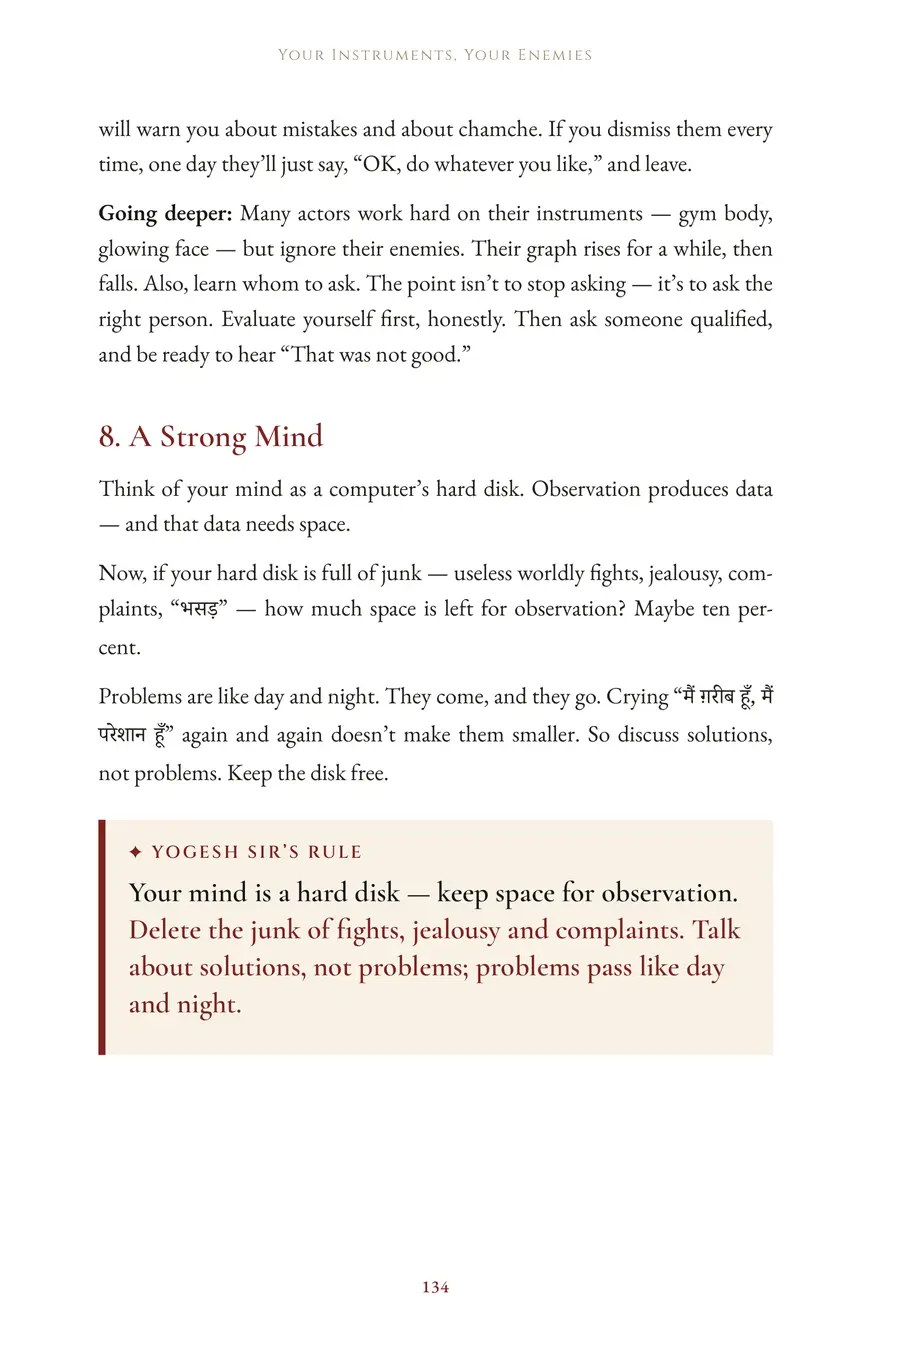 Your Instruments, Your Enemies
will warn you about mistakes and about chamche. If you dismiss them every
time, one day they’ll just say, “OK, do whatever you like,” and leave.
Going deeper: Many actors work hard on their instruments — gym body,
glowing face — but ignore their enemies. Their graph rises for a while, then
falls. Also, learn whom to ask. The point isn’t to stop asking — it’s to ask the
right person. Evaluate yourself first, honestly. Then ask someone qualified,
and be ready to hear “That was not good.”
8. A Strong Mind
Think of your mind as a computer’s hard disk. Observation produces data
— and that data needs space.
Now, if your hard disk is full of junk — useless worldly fights, jealousy, com-
plaints, “भसड़” — how much space is left for observation? Maybe ten per-
cent.
Problems are like day and night. They come, and they go. Crying “मैं ग़रीब हूँ, मैं
परेशान हूँ” again and again doesn’t make them smaller. So discuss solutions,
not problems. Keep the disk free.
✦ YOGESH SIR’S RULE
Your mind is a hard disk — keep space for observation.
Delete the junk of fights, jealousy and complaints. Talk
about solutions, not problems; problems pass like day
and night.
134